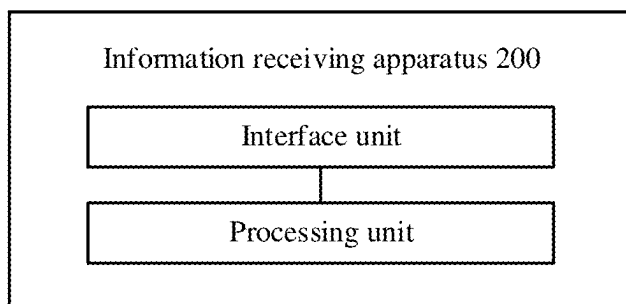 Information receiving apparatus 200
Interface unit
Processing unit